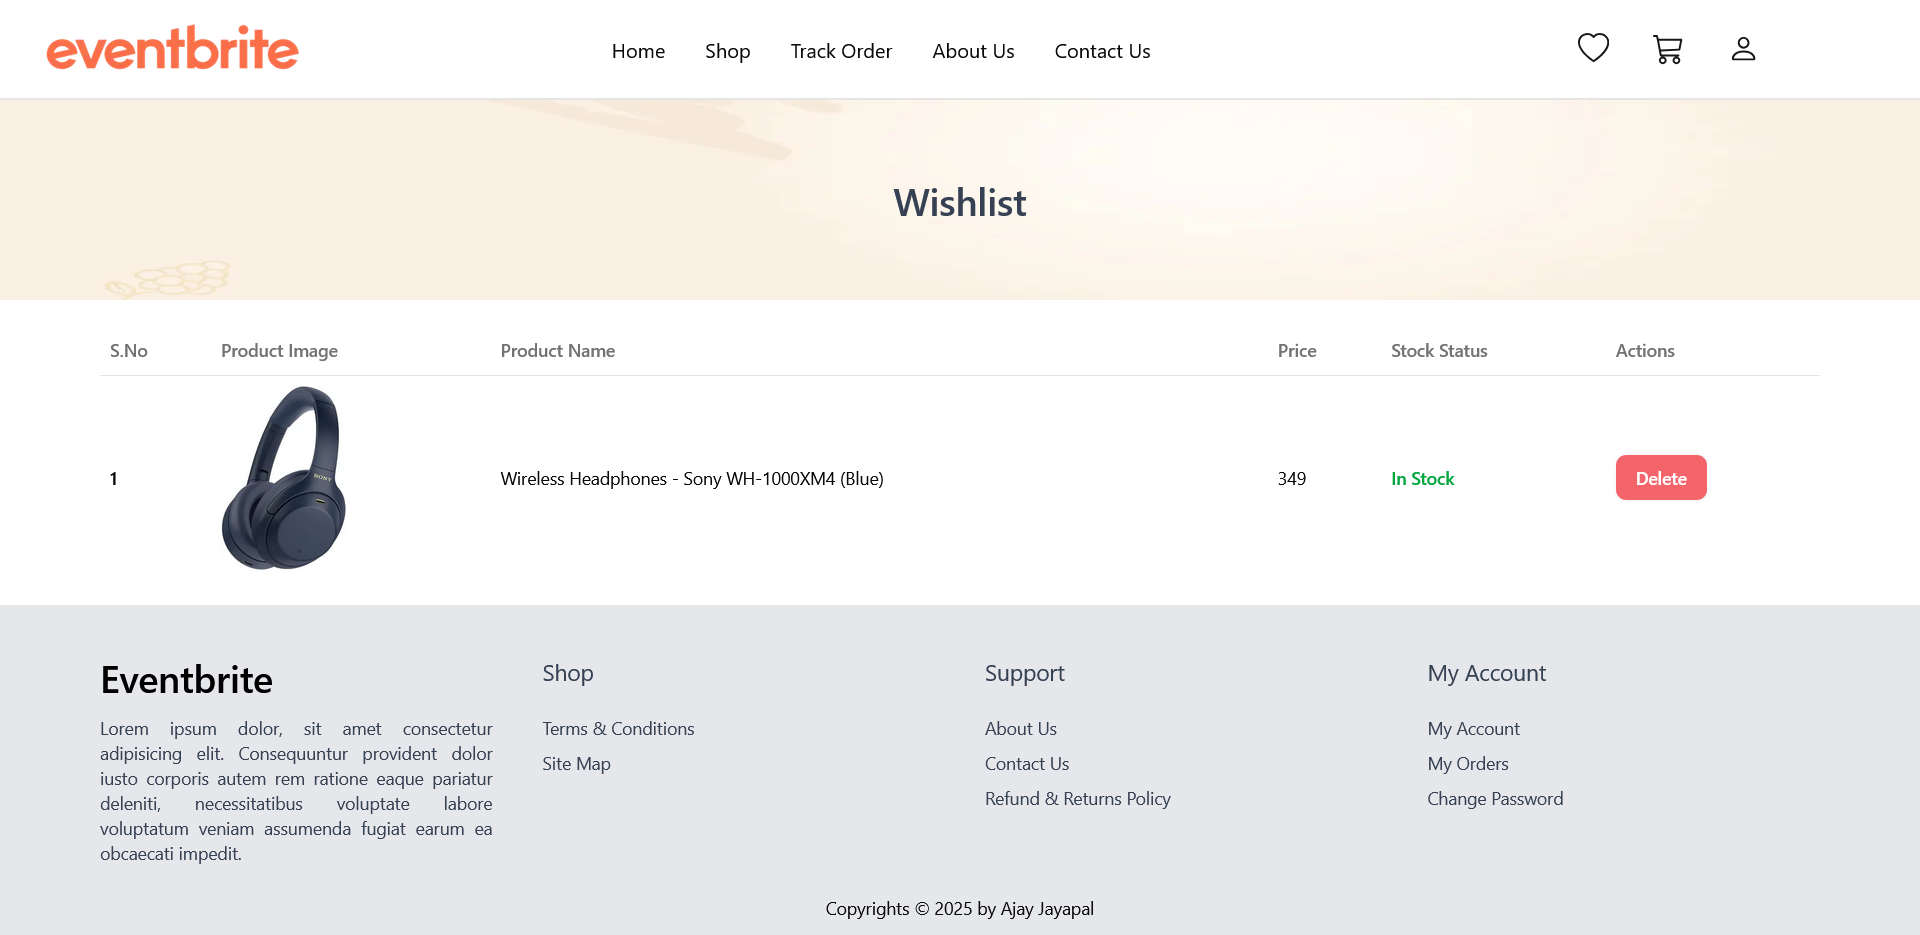 eventbrite
Home Shop Track Order About Us Contact Us
Wishlist
S.No Product Image Product Name Price Stock Status Actions
SONY
1 Wireless Headphones - Sony WH-1000XM4 (Blue) 349 In Stock Delete
Eventbrite
Lorem ipsum dolor, sit amet consectetur
adipisicing elit. Consequuntur provident dolor
iusto corporis autem rem ratione eaque pariatur
deleniti, necessitatibus voluptate labore
voluptatum veniam assumenda fugiat earum ea
obcaecati impedit.
Shop
Terms & Conditions
Site Map
Support
About Us
Contact Us
Refund & Returns Policy
My Account
My Account
My Orders
Change Password
Copyrights © 2025 by Ajay Jayapal